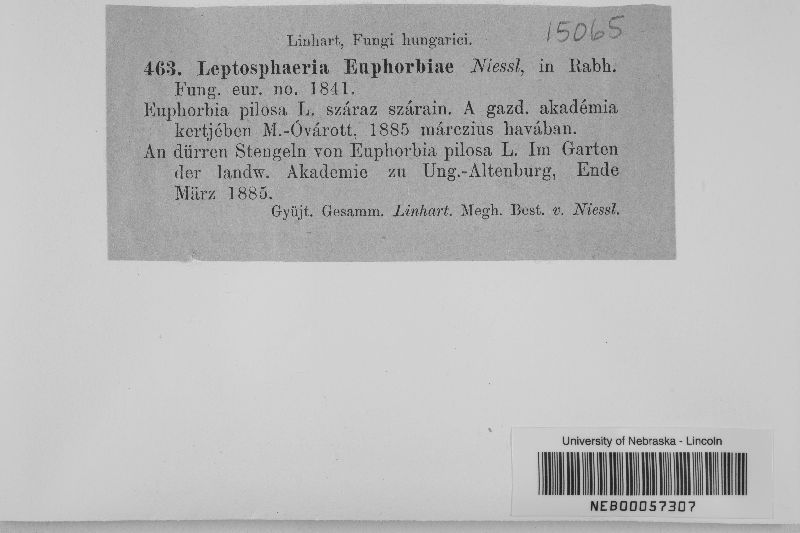 15065
Linhart, Fungi hungarici.
463. Leptosphaeria Euphorbiae Niessl, in Rabh.
Fung. eur. no. 1841.
Euphorbia pilosa L. száraz szárain. A gazd. akadémia
kertjében M.-Óvárott, 1885 márczius havában.
An dürren Stengeln von Euphorbia pilosa L. Im Garten
der landw. Akademie zu Ung.-Altenburg, Ende
März 1885.
Gyüjt. Gesamm. Linhart. Megh. Best. v. Niessl.
University of Nebraska - Lincoln
NEB00057307